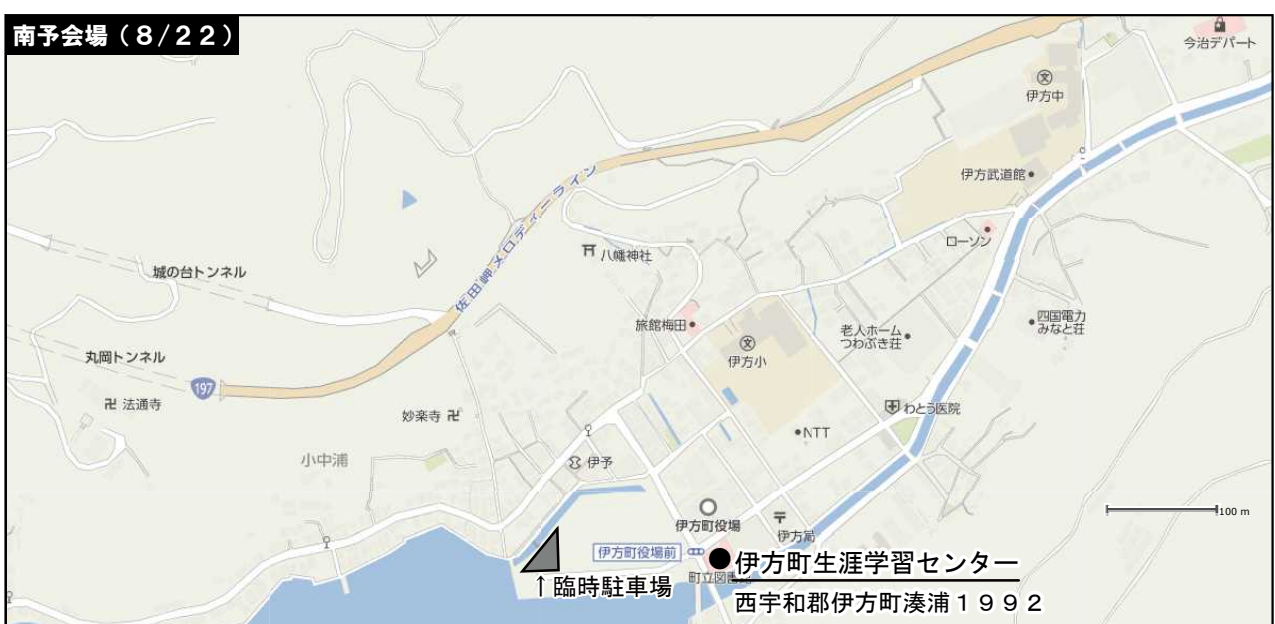 南予会場（8/22）
今治デパート
伊方中
伊方武道館
ローソン
佐田岬メロディーライン
八幡神社
城の台トンネル
旅館梅田
老人ホーム
つわぶき荘
四国電力
みなと荘
丸岡トンネル
伊方小
197
法通寺
妙楽寺
わとう医院
NTT
小中浦
伊予
100 m
伊方町役場
伊方局
伊方町役場前
伊方町生涯学習センター
↑臨時駐車場
西宇和郡伊方町湊浦1992